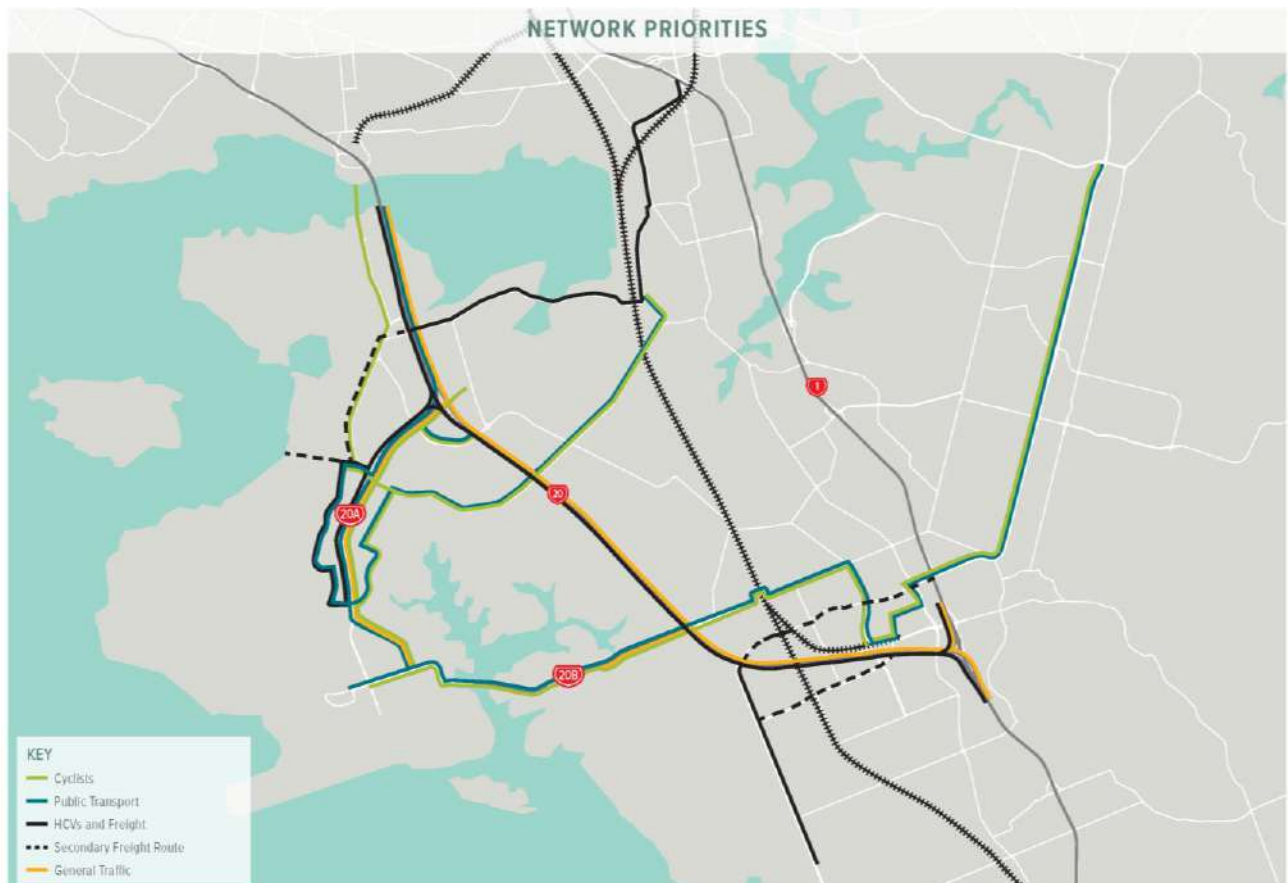 NETWORK PRIORITIES
1
20
20A
20B
KEY
Cyclists
Public Transport
HCVs and Freight
Secondary Freight Route
General Traffic